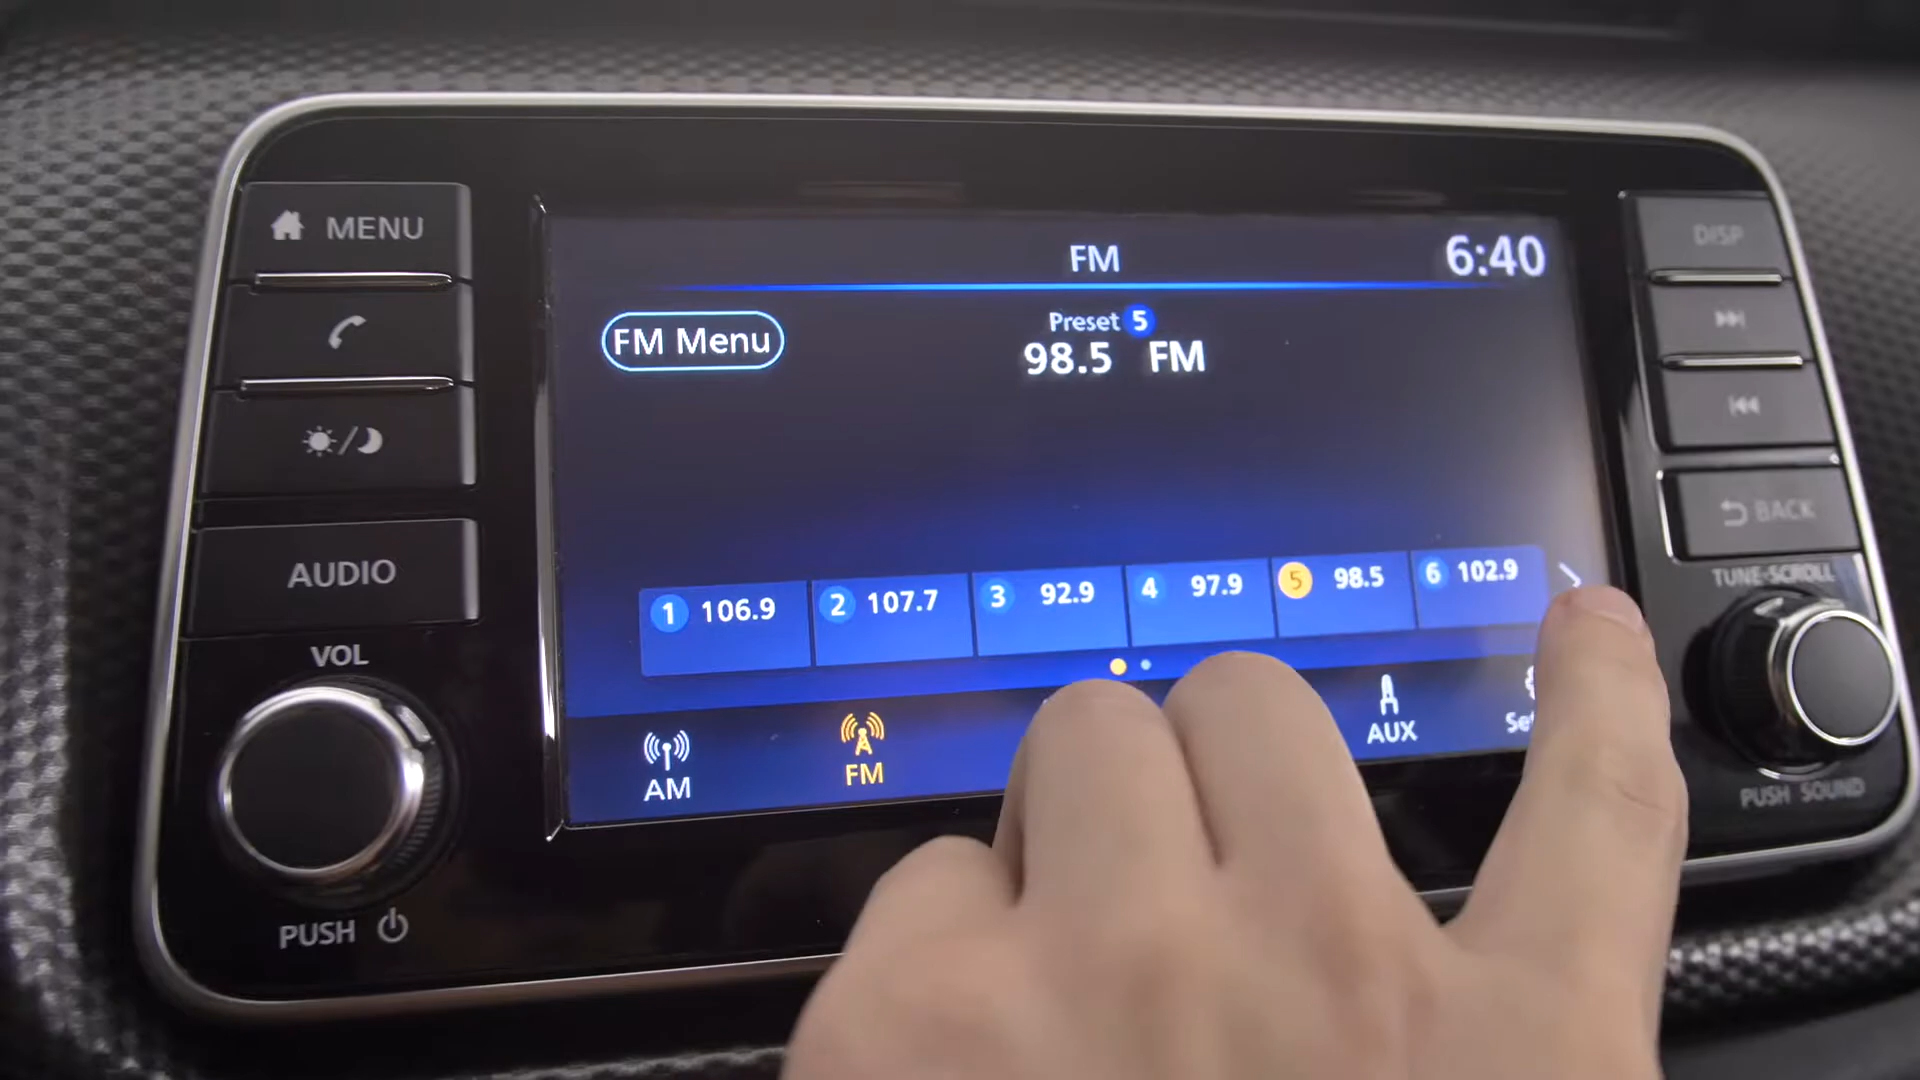 MENU
AUDIO
VOL
PUSH
FM
6:40
FM Menu
Preset 5
98.5 FM
1 106.9
2 107.7
3 92.9
4 97.9
5 98.5
6 102.9
AM
FM
AUX
DISP
BACK
TUNE·SCROLL
PUSH SOUND